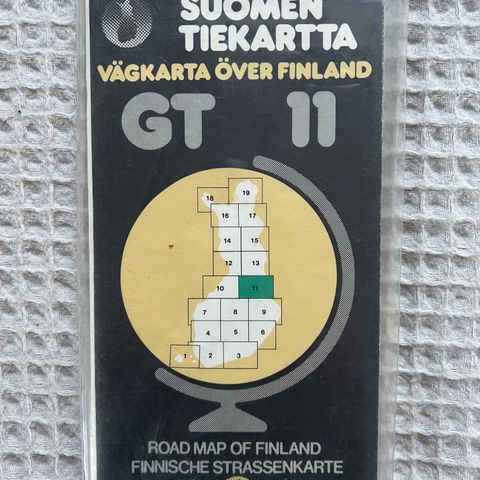 SUOMEN
TIEKARTTA
VÄGKARTA ÖVER FINLAND
GT 11
18 19
16 17
14 15
12 13
10 11
7 8 9
4 5 6
1 2 3
ROAD MAP OF FINLAND
FINNISCHE STRASSENKARTE